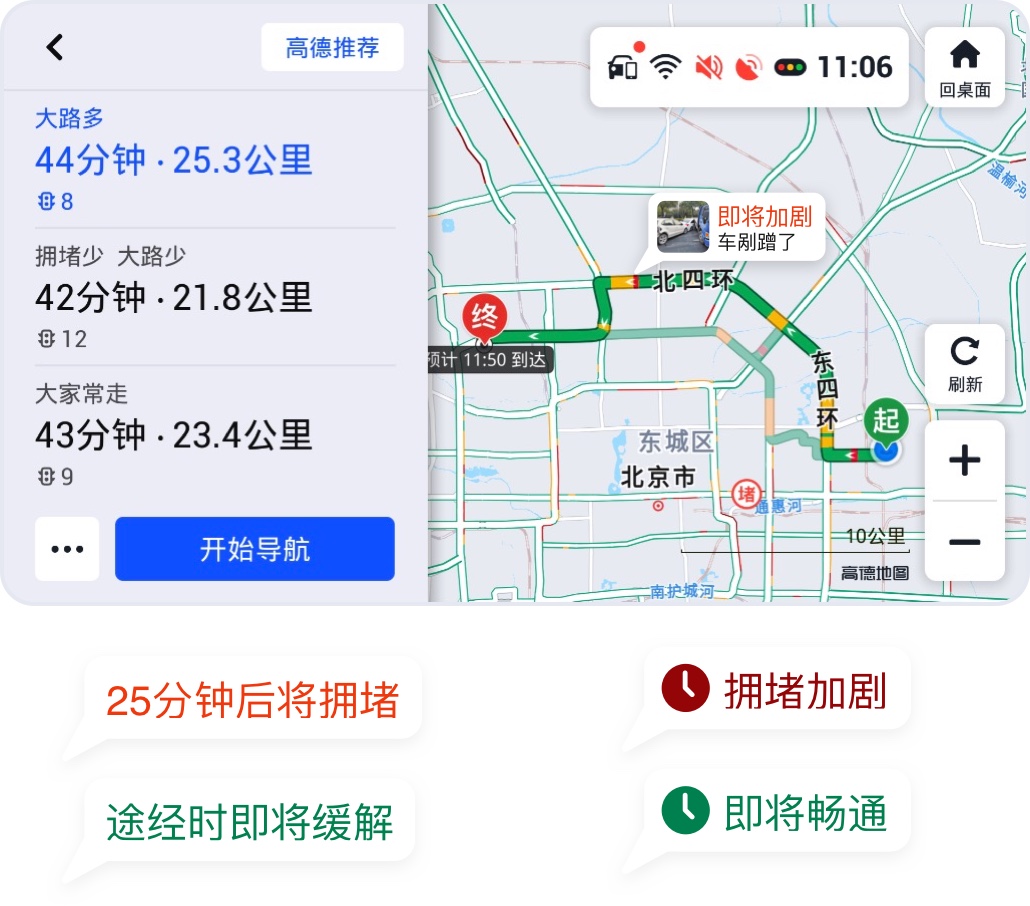 高德推荐
大路多
44分钟 · 25.3公里
8
拥堵少 大路少
42分钟 · 21.8公里
12
大家常走
43分钟 · 23.4公里
9
开始导航
11:06
回桌面
温榆河
即将加剧
车剐蹭了
北四环
终
预计 11:50 到达
东四环
刷新
起
东城区
北京市
堵
通惠河
10公里
高德地图
南护城河
25分钟后将拥堵
拥堵加剧
途经时即将缓解
即将畅通